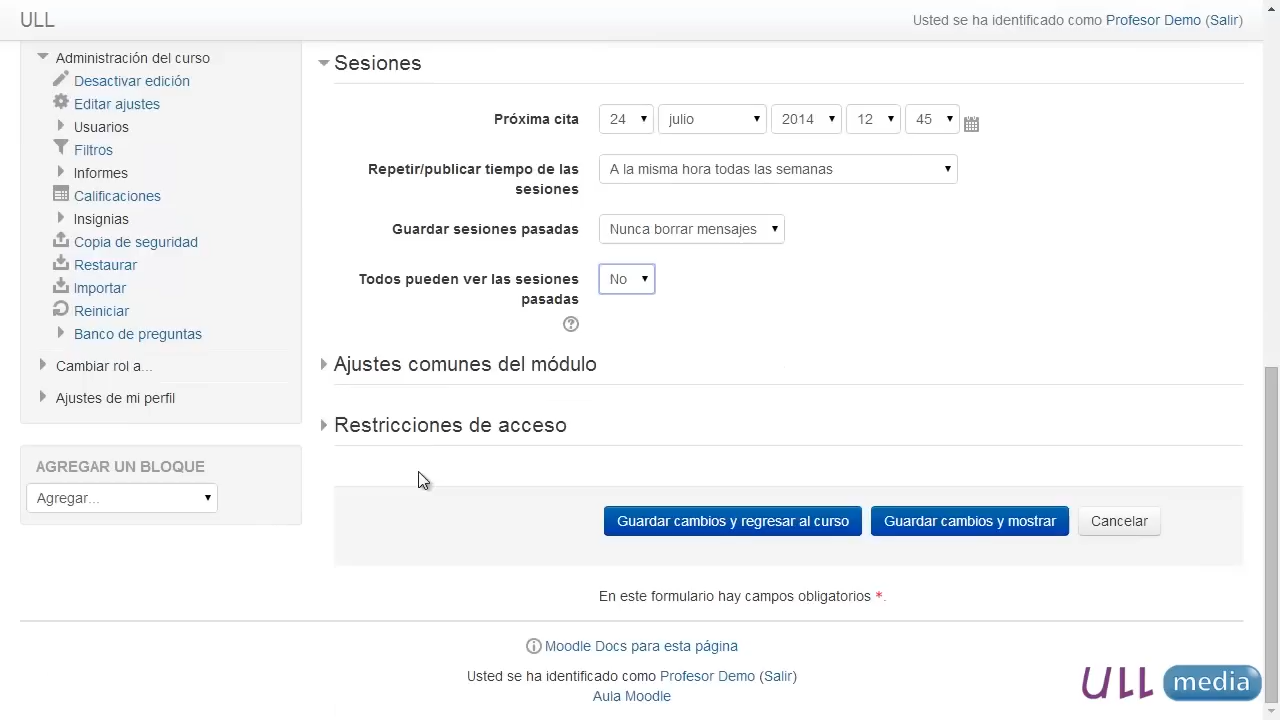 ULL
Usted se ha identificado como Profesor Demo (Salir)
Administración del curso
Desactivar edición
Editar ajustes
Usuarios
Filtros
Informes
Calificaciones
Insignias
Copia de seguridad
Restaurar
Importar
Reiniciar
Banco de preguntas
Cambiar rol a...
Ajustes de mi perfil
AGREGAR UN BLOQUE
Agregar...
Sesiones
Próxima cita 24 julio 2014 12 45
Repetir/publicar tiempo de las
sesiones
A la misma hora todas las semanas
Guardar sesiones pasadas Nunca borrar mensajes
Todos pueden ver las sesiones
pasadas
No
Ajustes comunes del módulo
Restricciones de acceso
Guardar cambios y regresar al curso Guardar cambios y mostrar Cancelar
En este formulario hay campos obligatorios *.
Moodle Docs para esta página
Usted se ha identificado como Profesor Demo (Salir)
Aula Moodle
ULL media